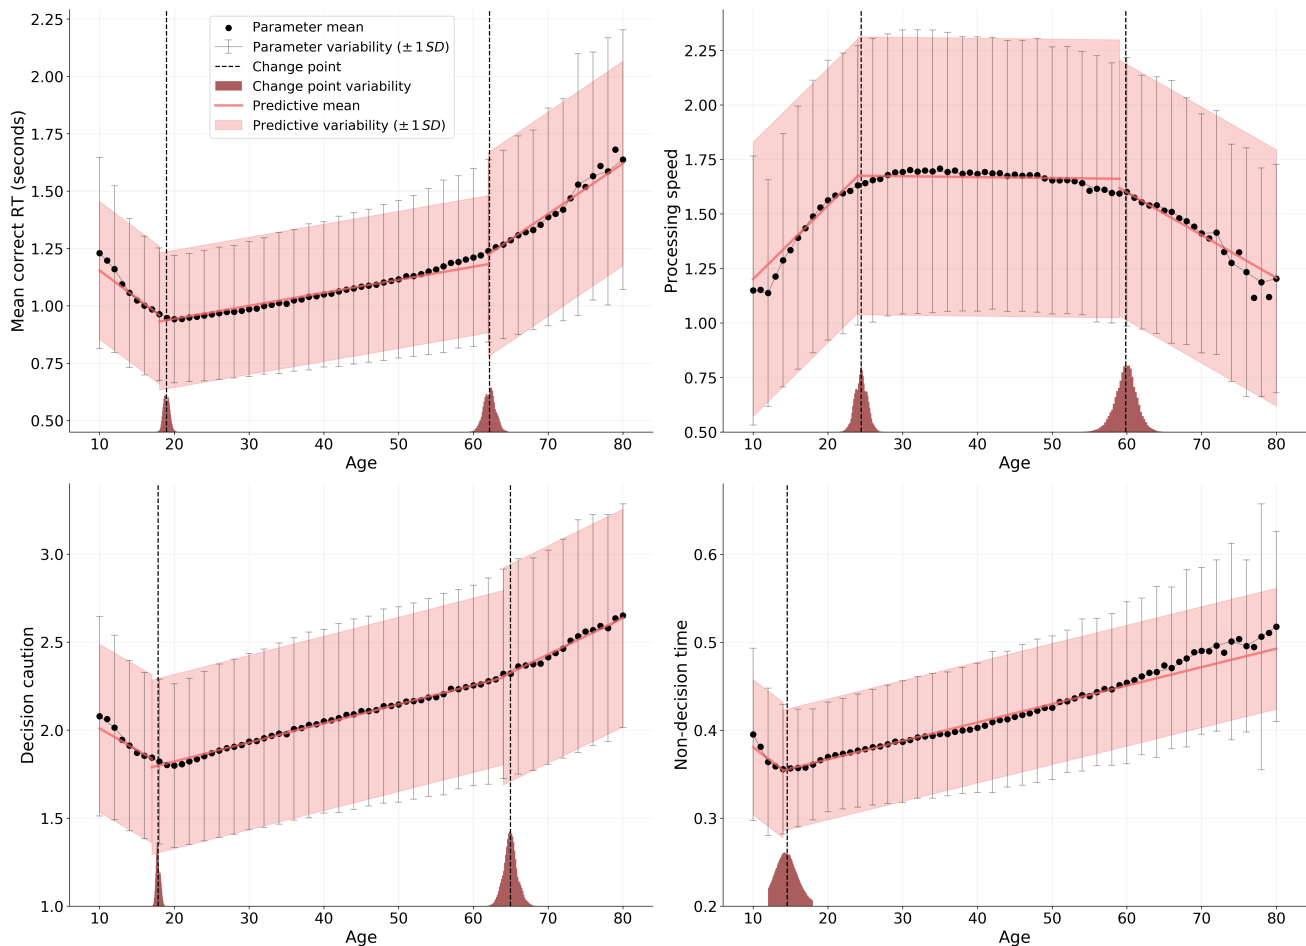 Mean correct RT (seconds)
2.25
2.00
1.75
1.50
1.25
1.00
0.75
0.50
Parameter mean
Parameter variability (± 1 SD)
Change point
Change point variability
Predictive mean
Predictive variability (± 1 SD)
10 20 30 40 50 60 70 80
Age
Processing speed
2.25
2.00
1.75
1.50
1.25
1.00
0.75
0.50
10 20 30 40 50 60 70 80
Age
Decision caution
3.0
2.5
2.0
1.5
1.0
10 20 30 40 50 60 70 80
Age
Non-decision time
0.6
0.5
0.4
0.3
0.2
10 20 30 40 50 60 70 80
Age